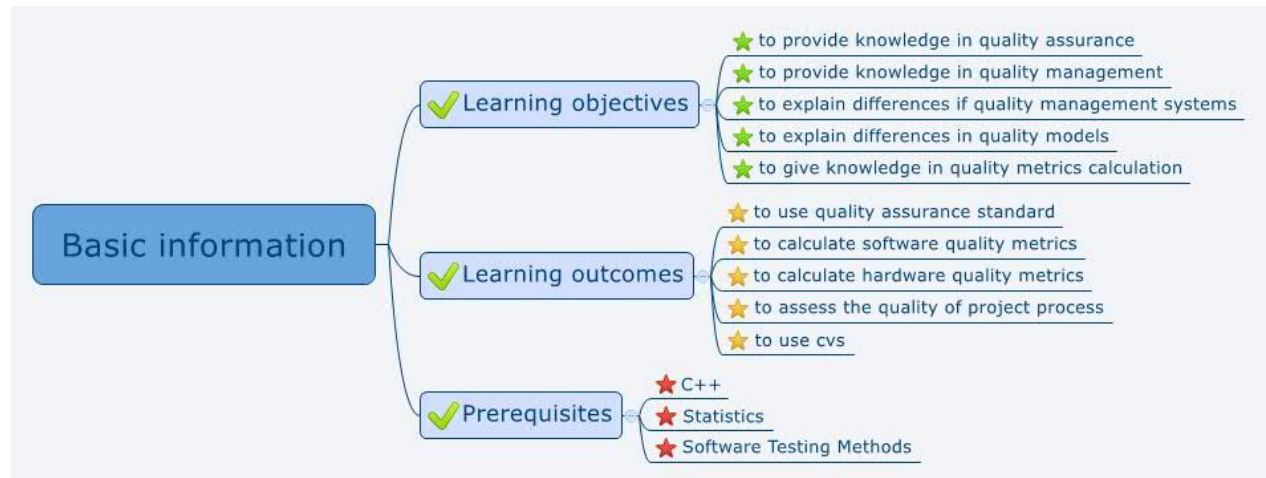 Basic information
Learning objectives
to provide knowledge in quality assurance
to provide knowledge in quality management
to explain differences if quality management systems
to explain differences in quality models
to give knowledge in quality metrics calculation
Learning outcomes
to use quality assurance standard
to calculate software quality metrics
to calculate hardware quality metrics
to assess the quality of project process
to use cvs
Prerequisites
C++
Statistics
Software Testing Methods